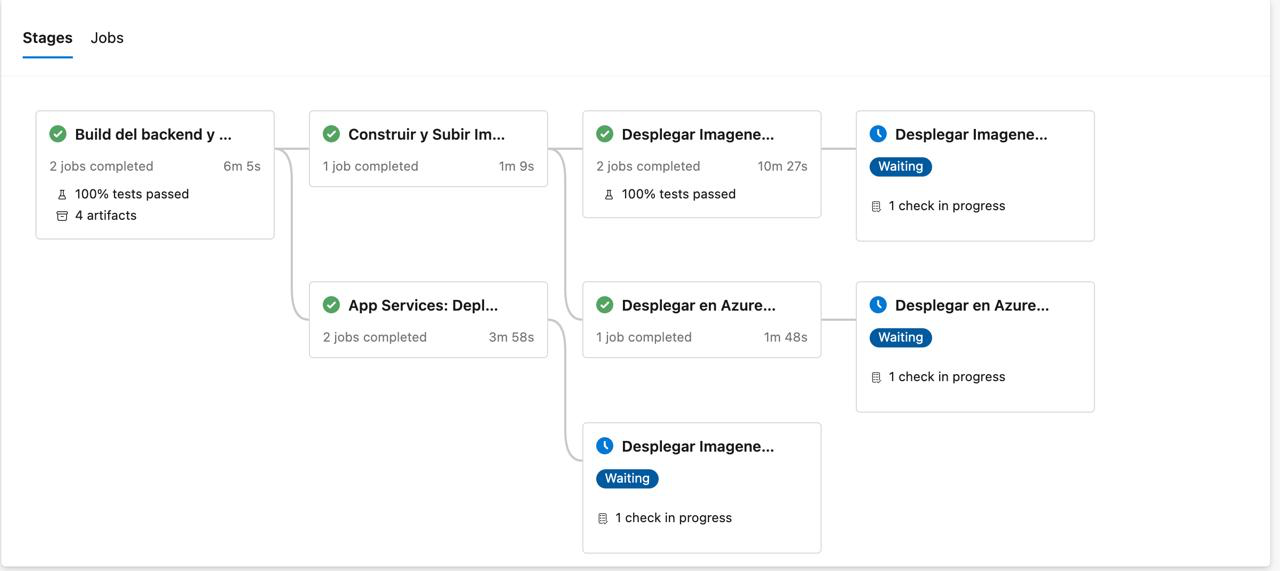 Stages Jobs
Build del backend y ...
2 jobs completed 6m 5s
100% tests passed
4 artifacts
Construir y Subir Im...
1 job completed 1m 9s
Desplegar Imagene...
2 jobs completed 10m 27s
100% tests passed
Desplegar Imagene...
Waiting
1 check in progress
App Services: Depl...
2 jobs completed 3m 58s
Desplegar en Azure...
1 job completed 1m 48s
Desplegar en Azure...
Waiting
1 check in progress
Desplegar Imagene...
Waiting
1 check in progress